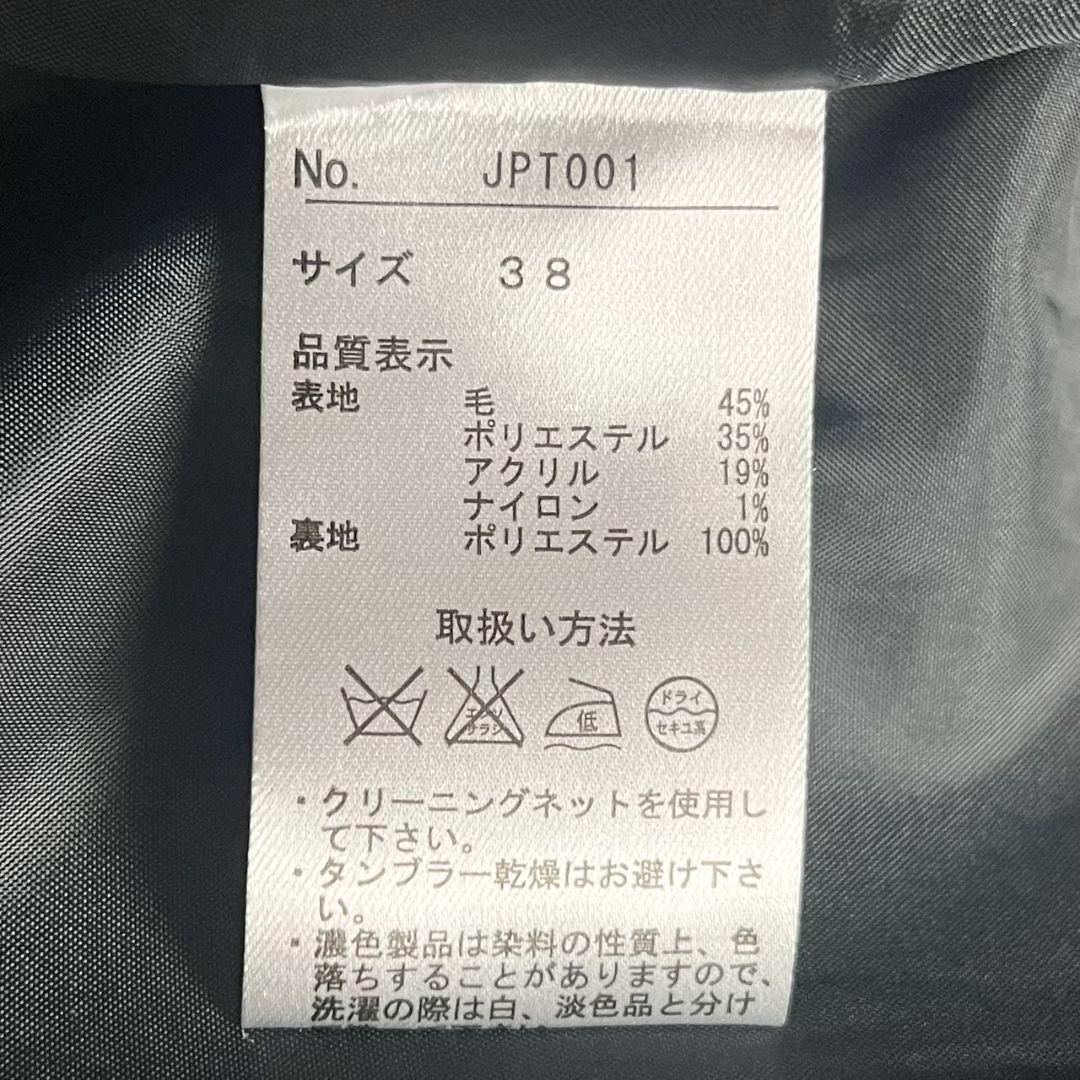 No. JPT001
サイズ 38
品質表示
表地 毛 45%
ポリエステル 35%
アクリル 19%
ナイロン 1%
裏地 ポリエステル 100%
取扱い方法
エンソ
サラシ
低
ドライ
セキユ系
・クリーニングネットを使用し
て下さい。
・タンブラー乾燥はお避け下さ
い。
・濃色製品は染料の性質上、色
落ちすることがありますので、
洗濯の際は白、淡色品と分け